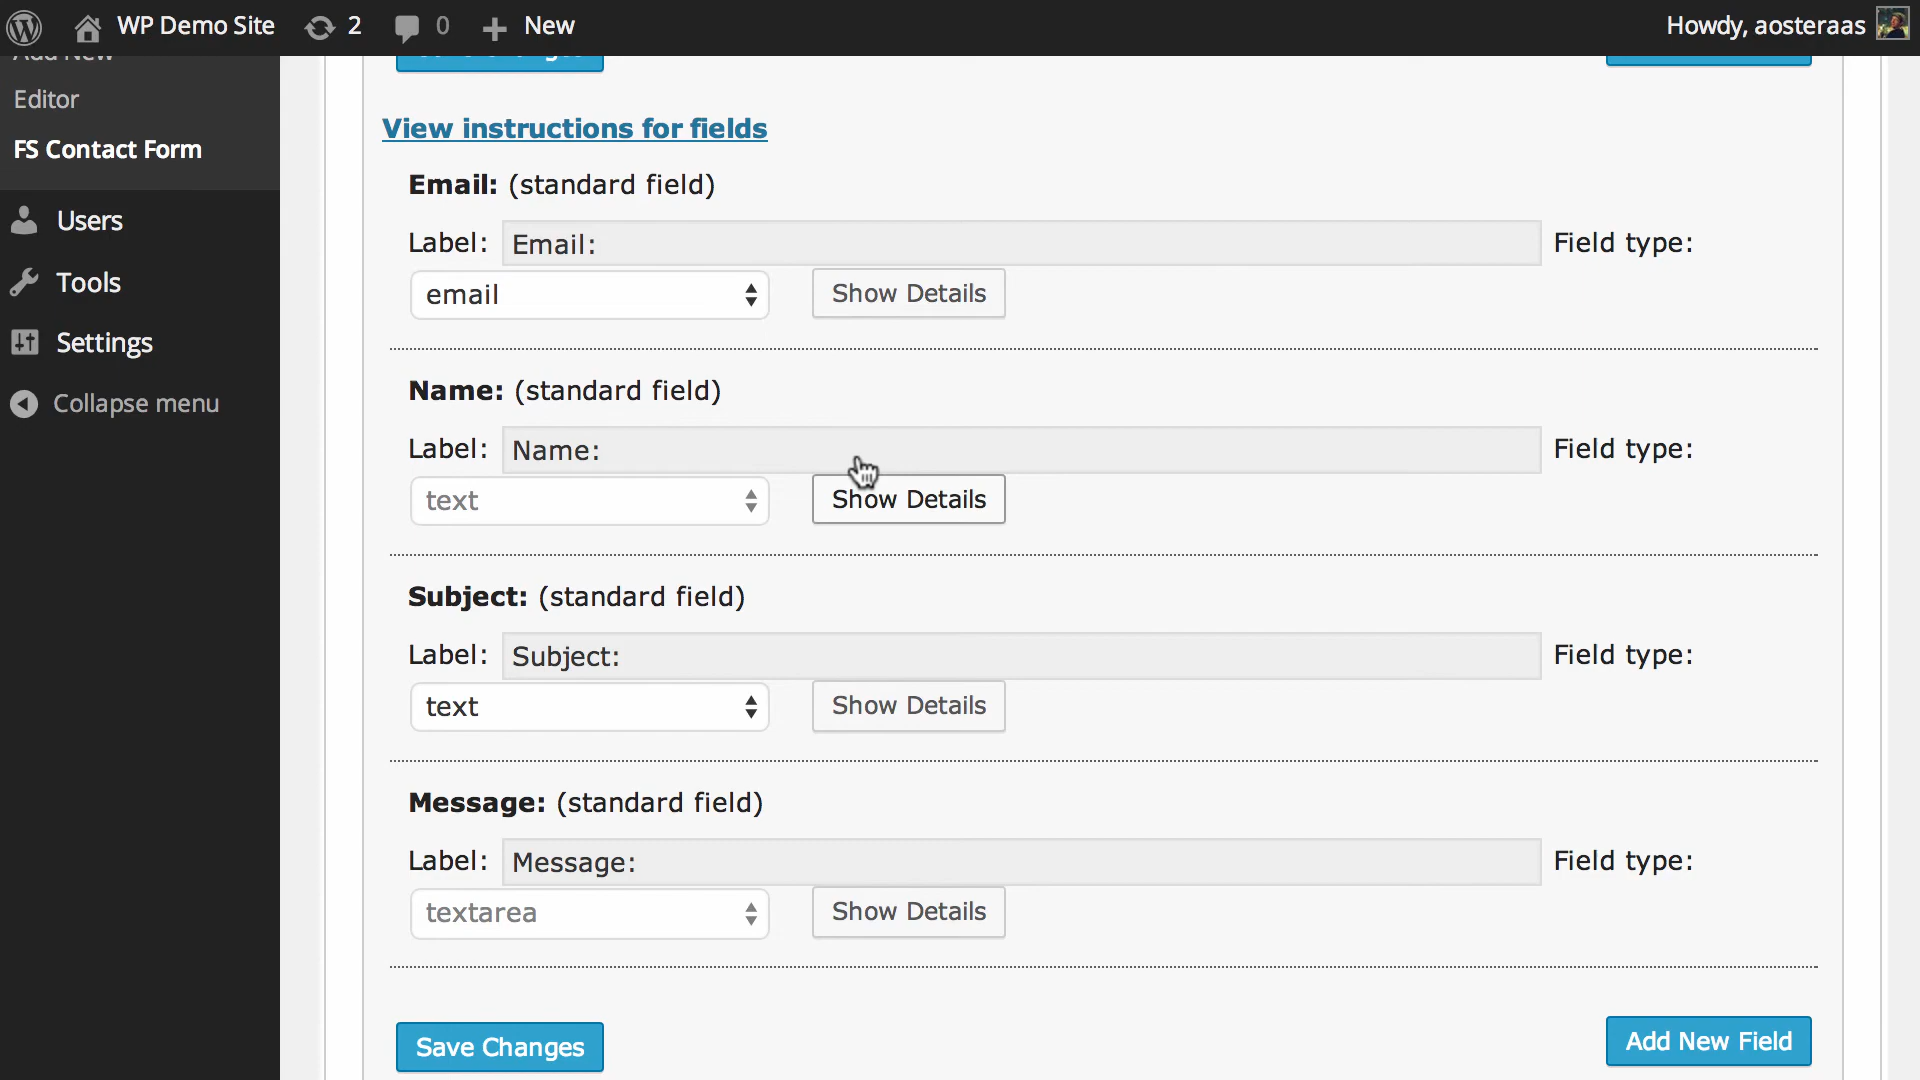 WP Demo Site 2 0 New Howdy, aosteraas
Add New
Editor
FS Contact Form
Users
Tools
Settings
Collapse menu
View instructions for fields
Email: (standard field)
Label: Email: Field type:
email Show Details
Name: (standard field)
Label: Name: Field type:
text Show Details
Subject: (standard field)
Label: Subject: Field type:
text Show Details
Message: (standard field)
Label: Message: Field type:
textarea Show Details
Save Changes Add New Field